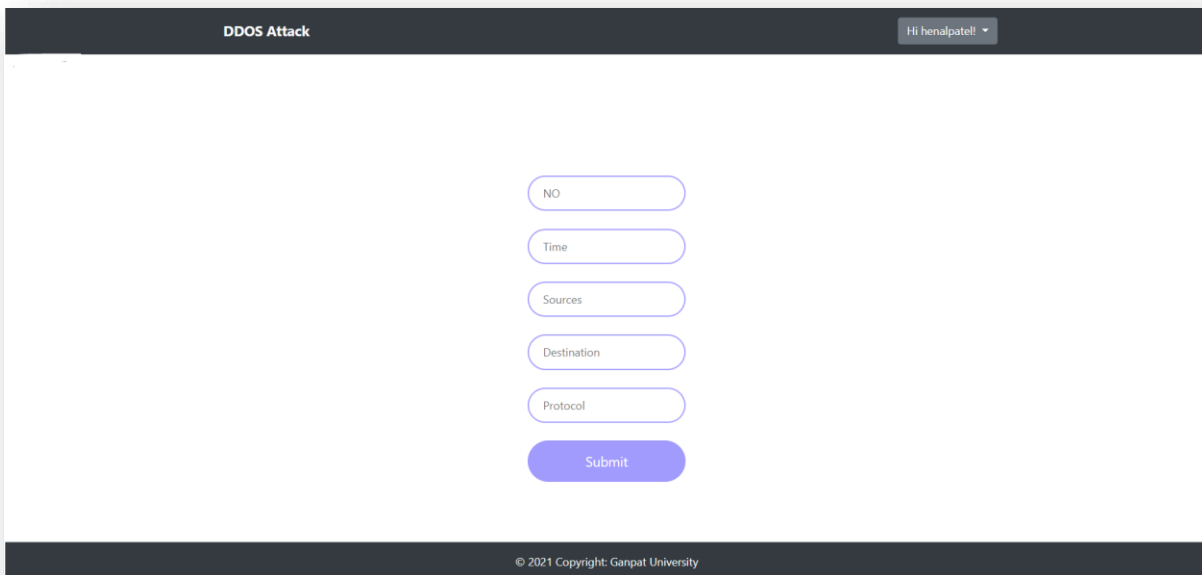 DDOS Attack
Hi henalpatel!
NO
Time
Sources
Destination
Protocol
Submit
© 2021 Copyright: Ganpat University